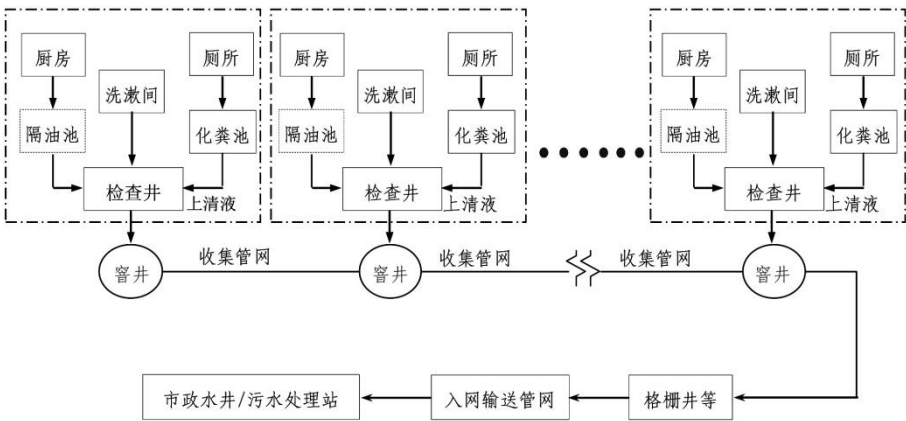 厨房
厕所
洗漱间
隔油池
化粪池
检查井
上清液
厨房
厕所
洗漱间
隔油池
化粪池
检查井
上清液
厨房
厕所
洗漱间
隔油池
化粪池
检查井
上清液
窨井
收集管网
窨井
收集管网
收集管网
窨井
市政水井/污水处理站
入网输送管网
格栅井等